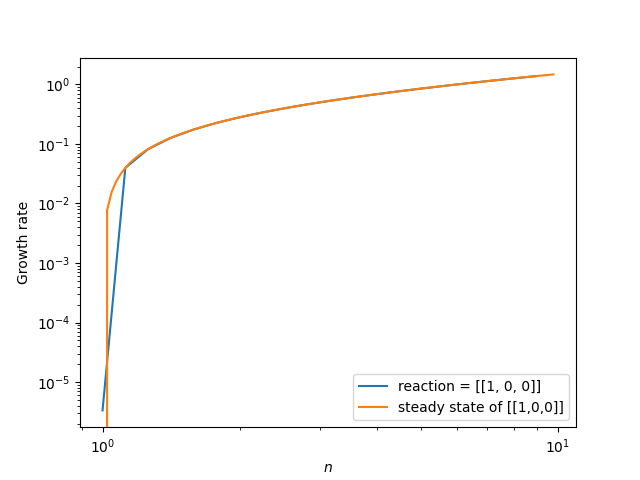 10⁰
10⁻¹
10⁻²
10⁻³
10⁻⁴
10⁻⁵
Growth rate
reaction = [[1, 0, 0]]
steady state of [[1,0,0]]
10⁰
10¹
n